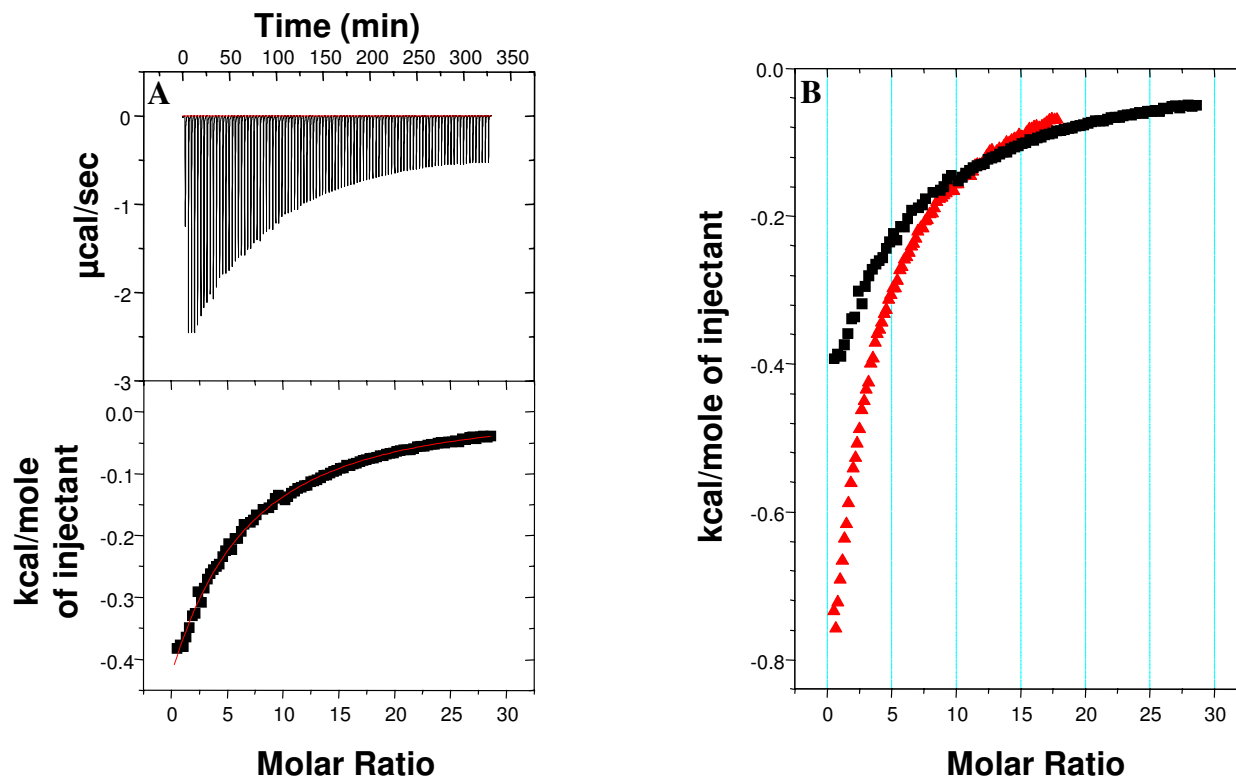 Time (min)
0 50 100 150 200 250 300 350
A
0
-1
-2
-3
µcal/sec
0.0
-0.1
-0.2
-0.3
-0.4
kcal/mole
of injectant
0 5 10 15 20 25 30
Molar Ratio
B
0.0
-0.2
-0.4
-0.6
-0.8
kcal/mole of injectant
0 5 10 15 20 25 30
Molar Ratio